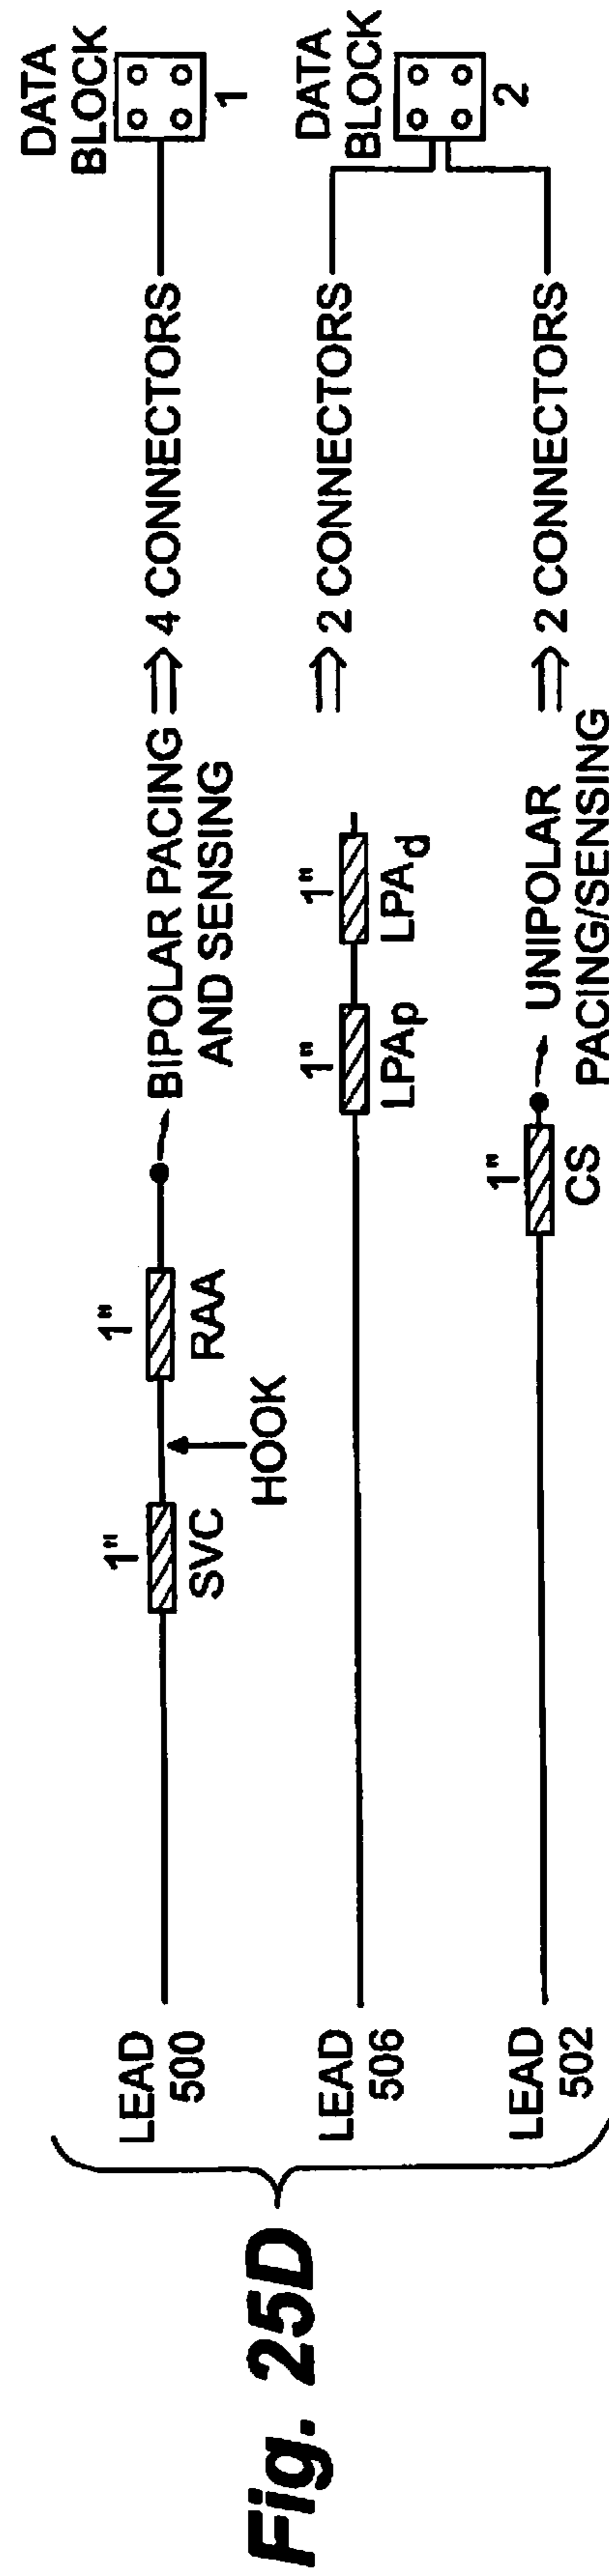 Fig. 25D
LEAD
500
1"
SVC
HOOK
1"
RAA
BIPOLAR PACING
AND SENSING
4 CONNECTORS
DATA
BLOCK
1
LEAD
506
1"
LPAp
1"
LPAd
2 CONNECTORS
DATA
BLOCK
2
LEAD
502
1"
CS
UNIPOLAR
PACING/SENSING
2 CONNECTORS